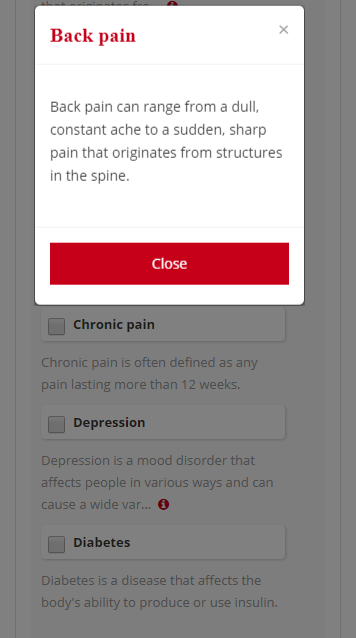 that originates fro...
Back pain
×
Back pain can range from a dull,
constant ache to a sudden, sharp
pain that originates from structures
in the spine.
Close
Chronic pain
Chronic pain is often defined as any
pain lasting more than 12 weeks.
Depression
Depression is a mood disorder that
affects people in various ways and can
cause a wide var... i
Diabetes
Diabetes is a disease that affects the
body's ability to produce or use insulin.